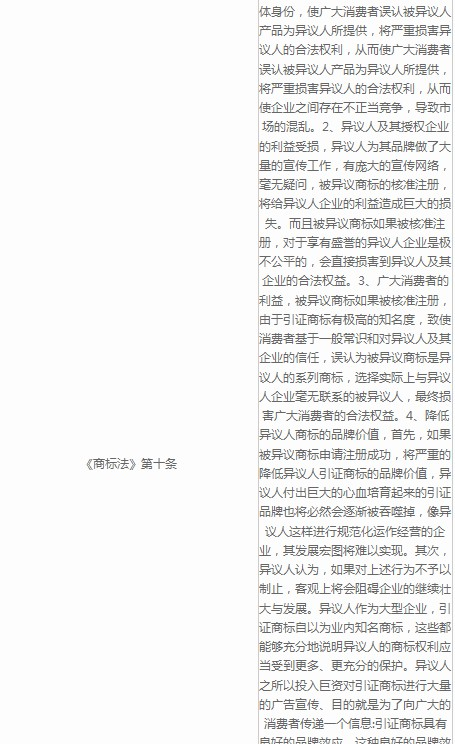 体身份，使广大消费者误认被异议人
产品为异议人所提供，将严重损害异
议人的合法权利，从而使广大消费者
误认被异议人产品为异议人所提供，
将严重损害异议人的合法权利，从而
使企业之间存在不正当竞争，导致市
场的混乱。2、异议人及其授权企业
的利益受损，异议人为其品牌做了大
量的宣传工作，有庞大的宣传网络，
毫无疑问，被异议商标的核准注册，
将给异议人企业的利益造成巨大的损
失。而且被异议商标如果被核准注
册，对于享有盛誉的异议人企业是极
不公平的，会直接损害到异议人及其
企业的合法权益。3、广大消费者的
利益，被异议商标如果被核准注册，
由于引证商标有极高的知名度，致使
消费者基于一般常识和对异议人及其
企业的信任，误认为被异议商标是异
议人的系列商标，选择实际上与异议
人企业毫无联系的被异议人，最终损
害广大消费者的合法权益。4、降低
异议人商标的品牌价值，首先，如果
被异议商标申请注册成功，将严重的
《商标法》第十条
降低异议人引证商标的品牌价值，异
议人付出巨大的心血培育起来的引证
品牌也将必然会逐渐被吞噬掉，像异
议人这样进行规范化运作经营的企
业，其发展宏图将难以实现。其次，
异议人认为，如果对上述行为不予以
制止，客观上将会阻碍企业的继续壮
大与发展。异议人作为大型企业，引
证商标自以为业内知名商标，这些都
能够充分地说明异议人的商标权利应
当受到更多、更充分的保护。异议人
之所以投入巨资对引证商标进行大量
的广告宣传、目的就是为了向广大的
消费者传递一个信息:引证商标具有
良好的品牌效应，这种良好的品牌效